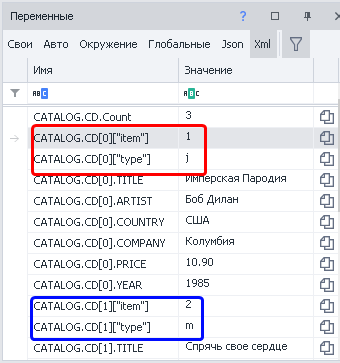 Переменные
?
Свои Авто Окружение Глобальные Json Xml
Имя Значение
ABC ABC
CATALOG.CD.Count 3
CATALOG.CD[0]["item"] 1
CATALOG.CD[0]["type"] j
CATALOG.CD[0].TITLE Имперская Пародия
CATALOG.CD[0].ARTIST Боб Дилан
CATALOG.CD[0].COUNTRY США
CATALOG.CD[0].COMPANY Колумбия
CATALOG.CD[0].PRICE 10.90
CATALOG.CD[0].YEAR 1985
CATALOG.CD[1]["item"] 2
CATALOG.CD[1]["type"] m
CATALOG.CD[1].TITLE Спрячь свое сердце